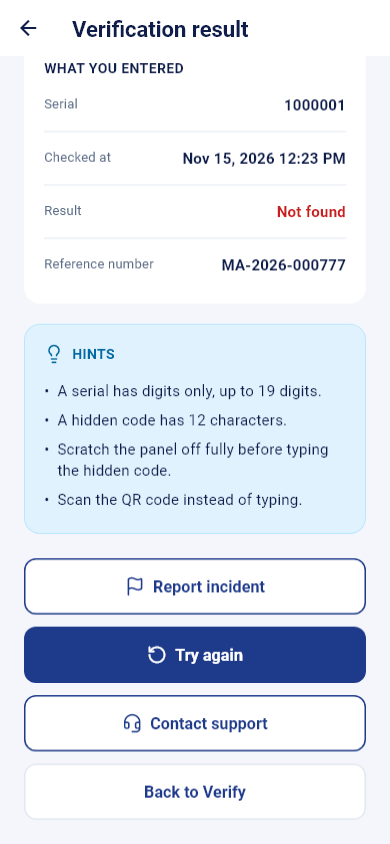 Verification result
WHAT YOU ENTERED
Serial 1000001
Checked at Nov 15, 2026 12:23 PM
Result Not found
Reference number MA-2026-000777
HINTS
• A serial has digits only, up to 19 digits.
• A hidden code has 12 characters.
• Scratch the panel off fully before typing
the hidden code.
• Scan the QR code instead of typing.
Report incident
Try again
Contact support
Back to Verify